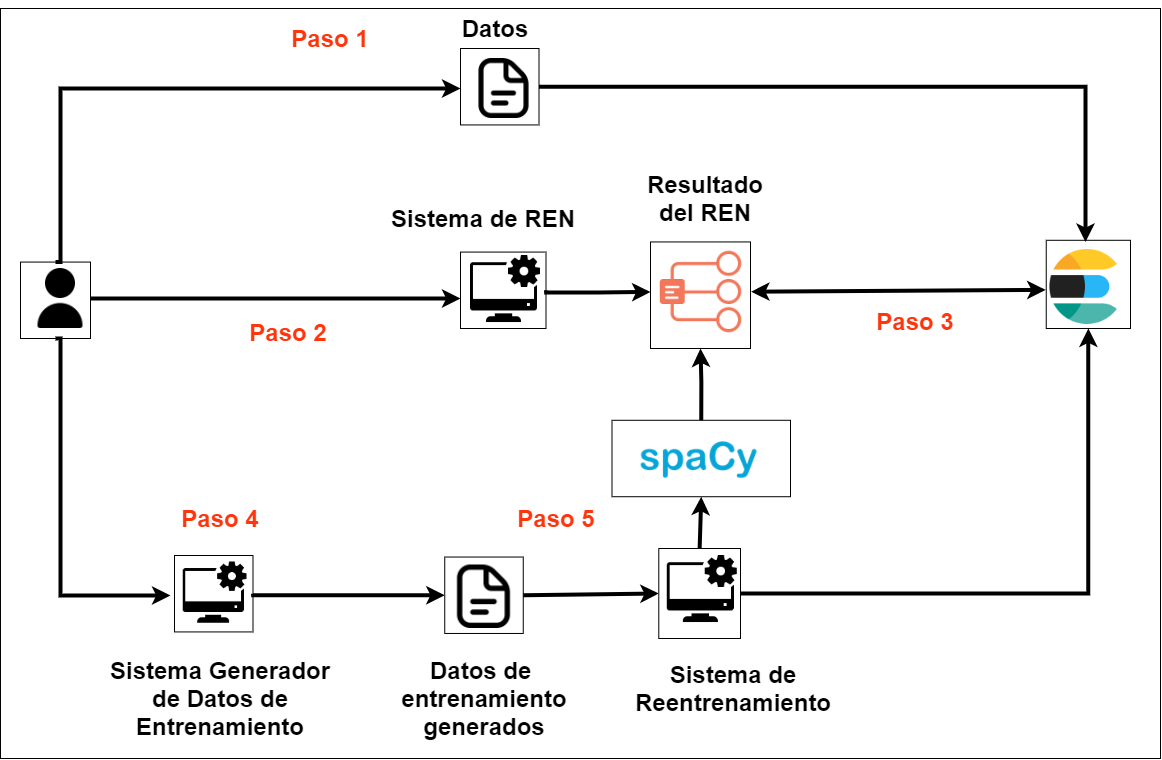 Paso 1
Datos
Resultado
del REN
Sistema de REN
Paso 2
Paso 3
spaCy
Paso 4
Paso 5
Sistema Generador
de Datos de
Entrenamiento
Datos de
entrenamiento
generados
Sistema de
Reentrenamiento